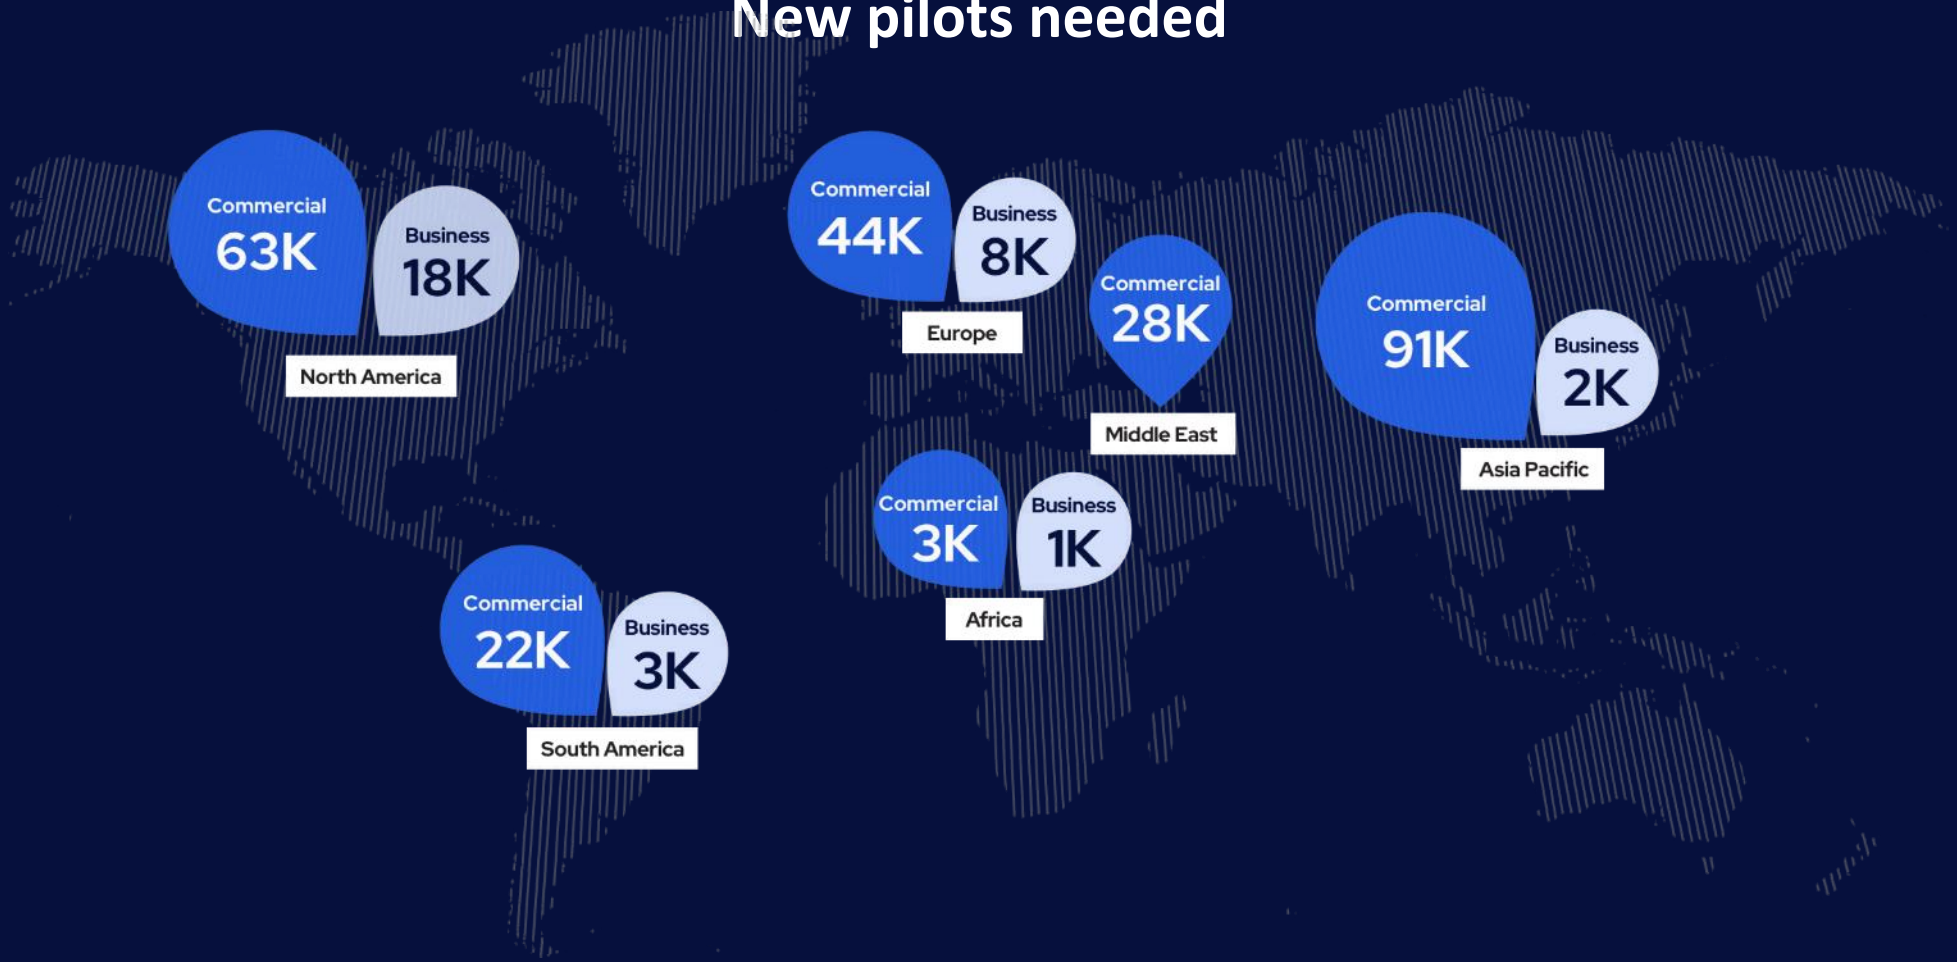 New pilots needed
Commercial
63K
Business
18K
North America
Commercial
44K
Business
8K
Europe
Commercial
28K
Middle East
Commercial
91K
Business
2K
Asia Pacific
Commercial
3K
Business
1K
Africa
Commercial
22K
Business
3K
South America